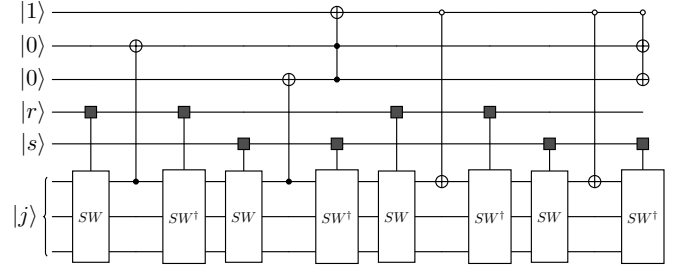 |1⟩
|0⟩
|0⟩
|r⟩
|s⟩
|j⟩
SW SW† SW SW† SW SW† SW SW†